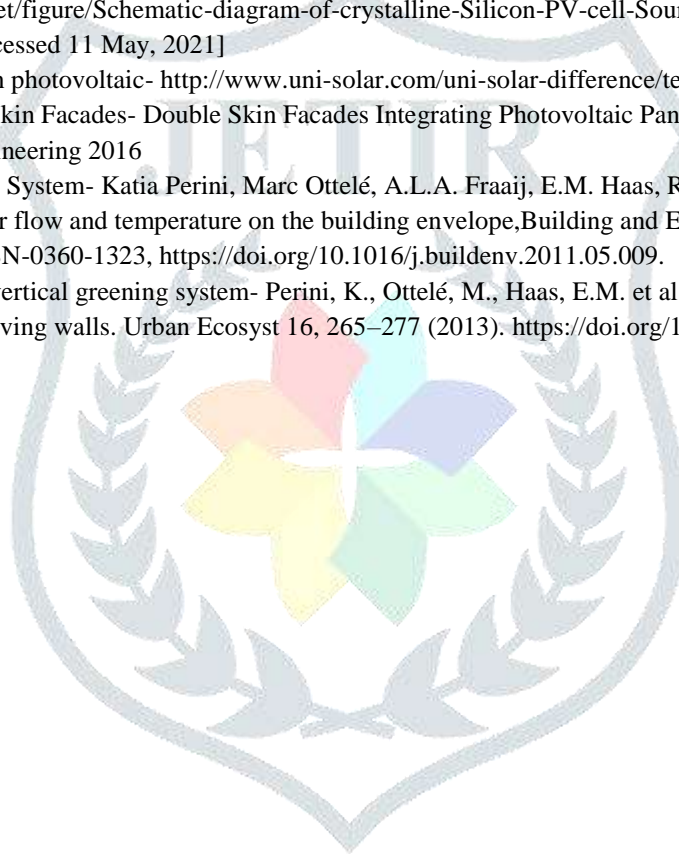 et/figure/Schematic-diagram-of-crystalline-Silicon-PV-cell-Sou
cessed 11 May, 2021]
n photovoltaic- http://www.uni-solar.com/uni-solar-difference/te
kin Facades- Double Skin Facades Integrating Photovoltaic Pan
neering 2016
System- Katia Perini, Marc Ottelé, A.L.A. Fraaij, E.M. Haas, R
r flow and temperature on the building envelope,Building and E
N-0360-1323, https://doi.org/10.1016/j.buildenv.2011.05.009.
vertical greening system- Perini, K., Ottelé, M., Haas, E.M. et al
ving walls. Urban Ecosyst 16, 265–277 (2013). https://doi.org/1
JETIR